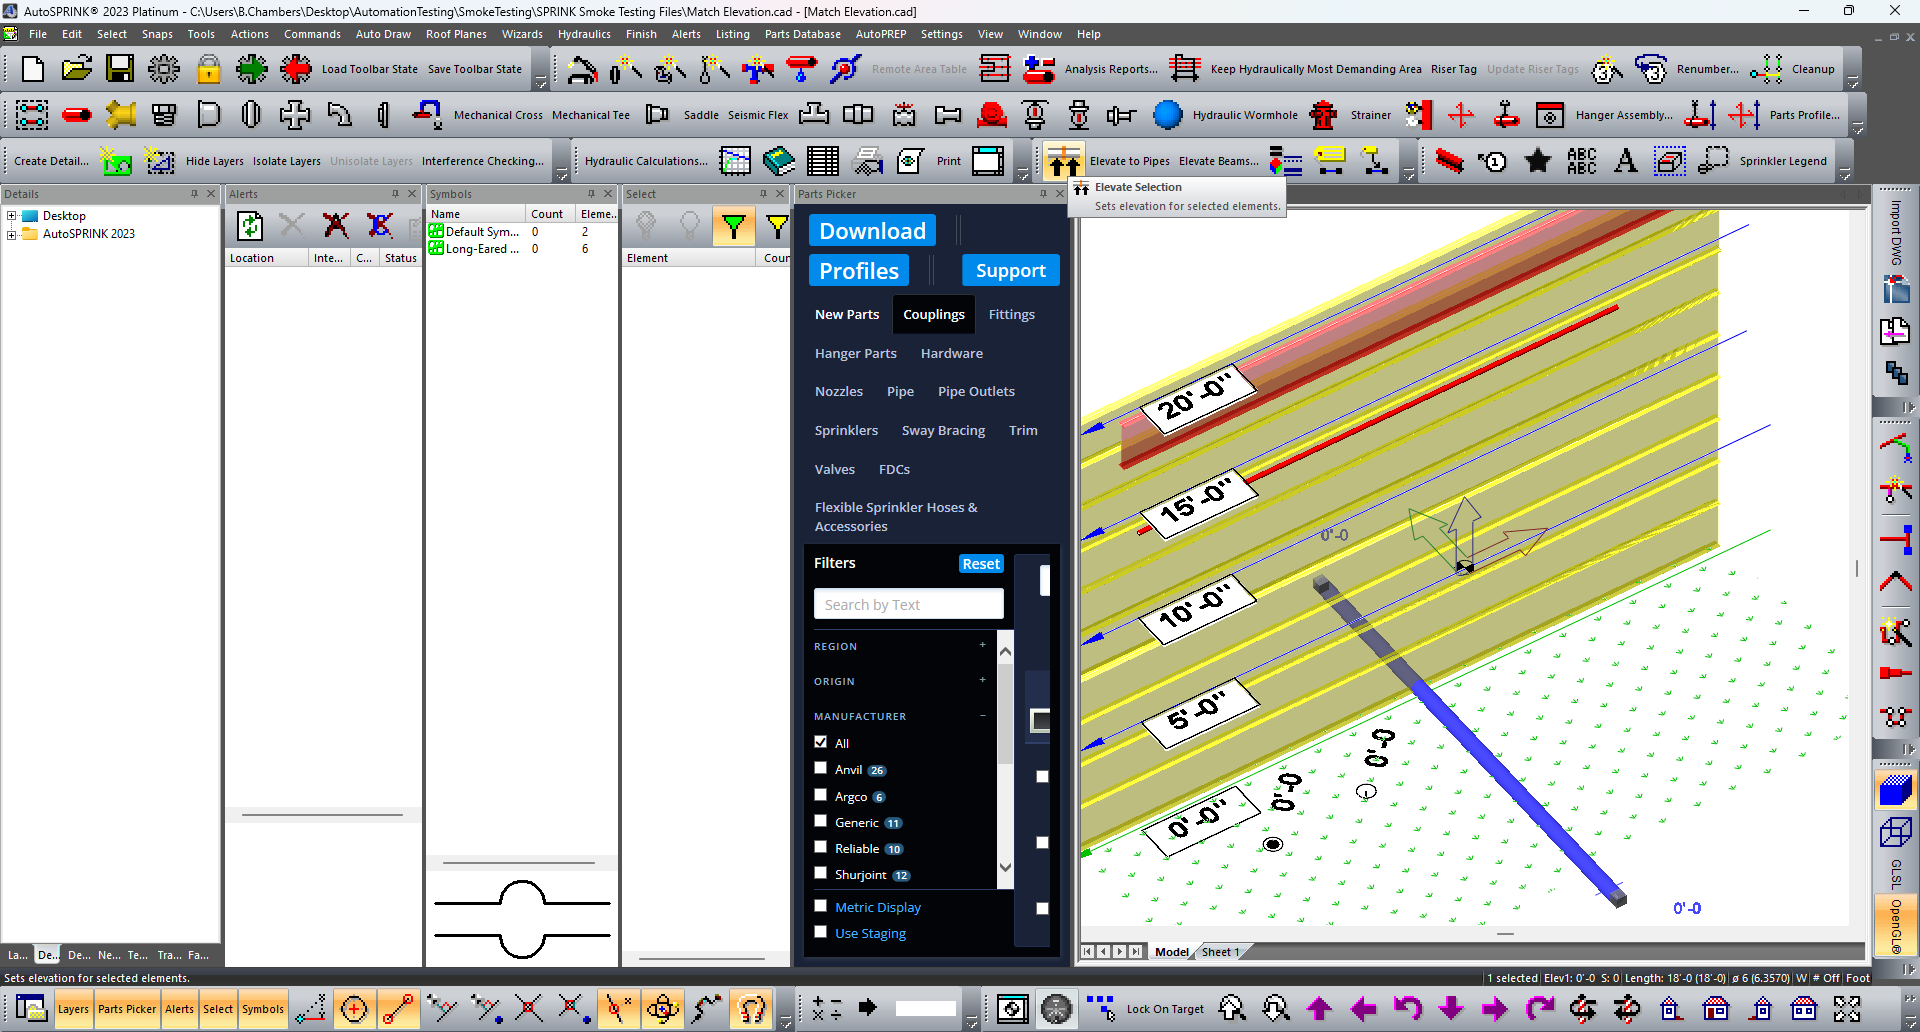 AutoSPRINK® 2023 Platinum - C:\Users\B.Chambers\Desktop\AutomationTesting\SmokeTesting\SPRINK Smoke Testing Files\Match Elevation.cad - [Match Elevation.cad]
File Edit Select Snaps Tools Actions Commands Auto Draw Roof Planes Wizards Hydraulics Finish Alerts Listing Parts Database AutoPREP Settings View Window Help
Load Toolbar State Save Toolbar State Remote Area Table Analysis Reports... Keep Hydraulically Most Demanding Area Riser Tag Update Riser Tags Renumber... Cleanup
Mechanical Cross Mechanical Tee Saddle Seismic Flex Hydraulic Wormhole Strainer Hanger Assembly... Parts Profile...
Create Detail... Hide Layers Isolate Layers Unisolate Layers Interference Checking... Hydraulic Calculations... Print Elevate to Pipes Elevate Beams... ABC ABC Sprinkler Legend
Elevate Selection
Sets elevation for selected elements.
Details Alerts Symbols Select Parts Picker
Desktop
AutoSPRINK 2023
Location Inte... C... Status
Name Count Eleme..
Default Sym... 0 2
Long-Eared ... 0 6
Element Coun
Download
Profiles Support
New Parts Couplings Fittings
Hanger Parts Hardware
Nozzles Pipe Pipe Outlets
Sprinklers Sway Bracing Trim
Valves FDCs
Flexible Sprinkler Hoses &
Accessories
Filters Reset
Search by Text
REGION +
ORIGIN +
MANUFACTURER −
All
Anvil 26
Argco 6
Generic 11
Reliable 10
Shurjoint 12
Metric Display
Use Staging
20'-0"
15'-0"
10'-0"
5'-0"
0'-0"
0'-0
0'-0
0'-0
0'-0
Import DWG
GLSL
OpenGL®
Model Sheet 1
La... De... De... Ne... Te... Tra... Fa...
Sets elevation for selected elements.
1 selected Elev1: 0'-0 S: 0 Length: 18'-0 (18'-0) ø 6 (6.3570) W # Off Foot
Layers Parts Picker Alerts Select Symbols Lock On Target